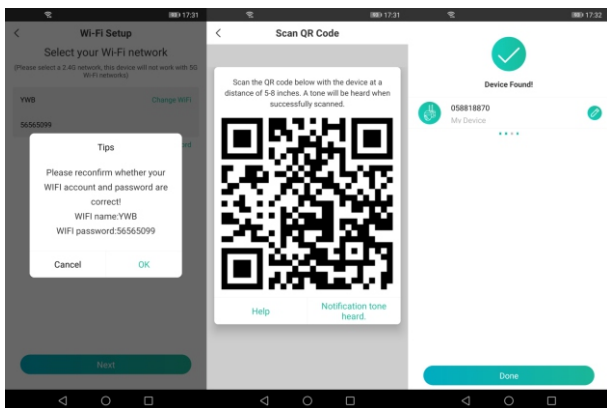 17:31
Wi-Fi Setup
Select your Wi-Fi network
(Please select a 2.4G network, this device will not work with 5G
Wi-Fi networks)
YWB
Change WiFi
56565099
Tips
Please reconfirm whether your
WIFI account and password are
correct!
WIFI name:YWB
WIFI password:56565099
Cancel
OK
Next
17:31
Scan QR Code
Scan the QR code below with the device at a
distance of 5-8 inches. A tone will be heard when
successfully scanned.
Help
Notification tone
heard.
17:32
Device Found!
058818870
My Device
Done